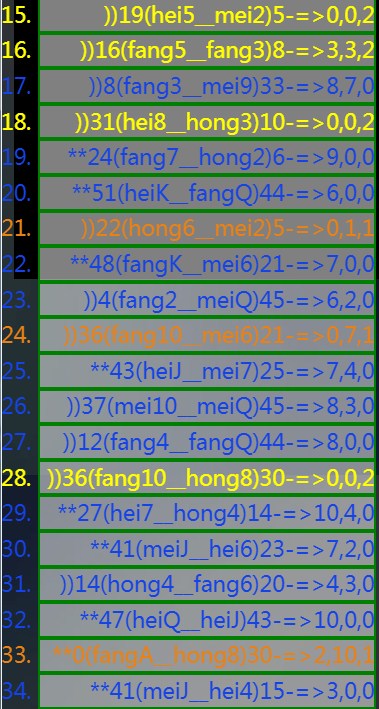 15. ))19(hei5__mei2)5-=>0,0,2
16. ))16(fang5__fang3)8-=>3,3,2
17. ))8(fang3__mei9)33-=>8,7,0
18. ))31(hei8__hong3)10-=>0,0,2
19. **24(fang7__hong2)6-=>9,0,0
20. **51(heiK__fangQ)44-=>6,0,0
21. ))22(hong6__mei2)5-=>0,1,1
22. **48(fangK__mei6)21-=>7,0,0
23. ))4(fang2__meiQ)45-=>6,2,0
24. ))36(fang10__mei6)21-=>0,7,1
25. **43(heiJ__mei7)25-=>7,4,0
26. ))37(mei10__meiQ)45-=>8,3,0
27. ))12(fang4__fangQ)44-=>8,0,0
28. ))36(fang10__hong8)30-=>0,0,2
29. **27(hei7__hong4)14-=>10,4,0
30. **41(meiJ__hei6)23-=>7,2,0
31. ))14(hong4__fang6)20-=>4,3,0
32. **47(heiQ__heiJ)43-=>10,0,0
33. **0(fangA__hong8)30-=>2,10,1
34. **41(meiJ__hei4)15-=>3,0,0